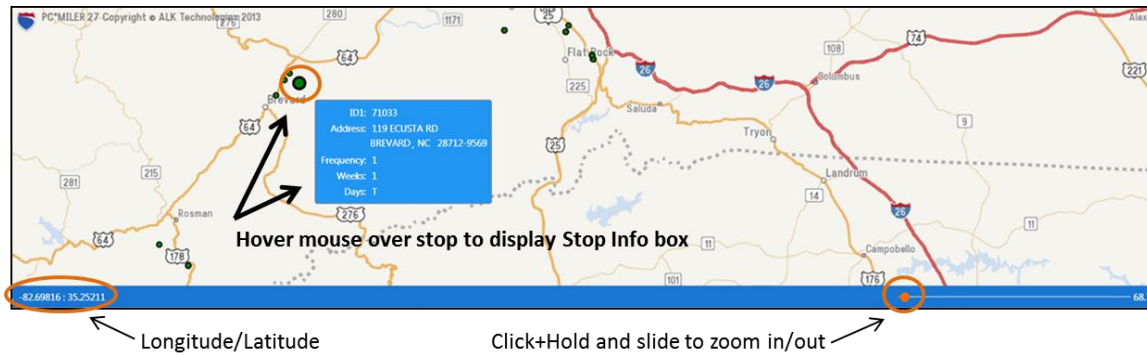 PC*MILER 27 Copyright © ALK Technologies 2013
276
280
1171
25
74
Alex
64
Flat Rock
108
26
26
Columbus
221
225
Brevard
Saluda
ID1: 71033
Address: 119 ECUSTA RD
BREVARD, NC 28712-9569
Frequency: 1
Weeks: 1
Days: T
64
Tryon
9
25
215
281
Landrum
14
Rosman
276
26
Hover mouse over stop to display Stop Info box
64
11
11
178
Campobello
101
176
-82.69816 : 35.25211
68.
Longitude/Latitude
Click+Hold and slide to zoom in/out